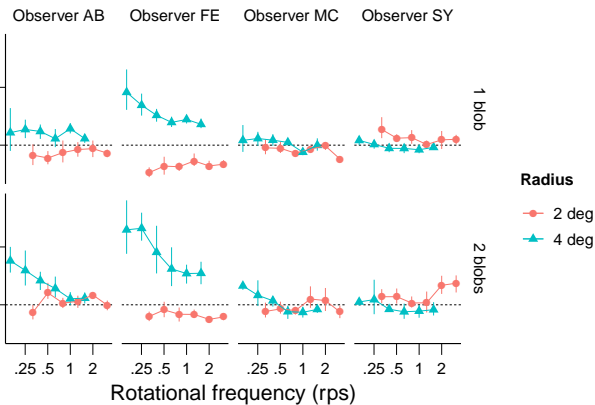 Observer AB Observer FE Observer MC Observer SY
1 blob
2 blobs
Radius
2 deg
4 deg
.25 .5 1 2 .25 .5 1 2 .25 .5 1 2 .25 .5 1 2
Rotational frequency (rps)